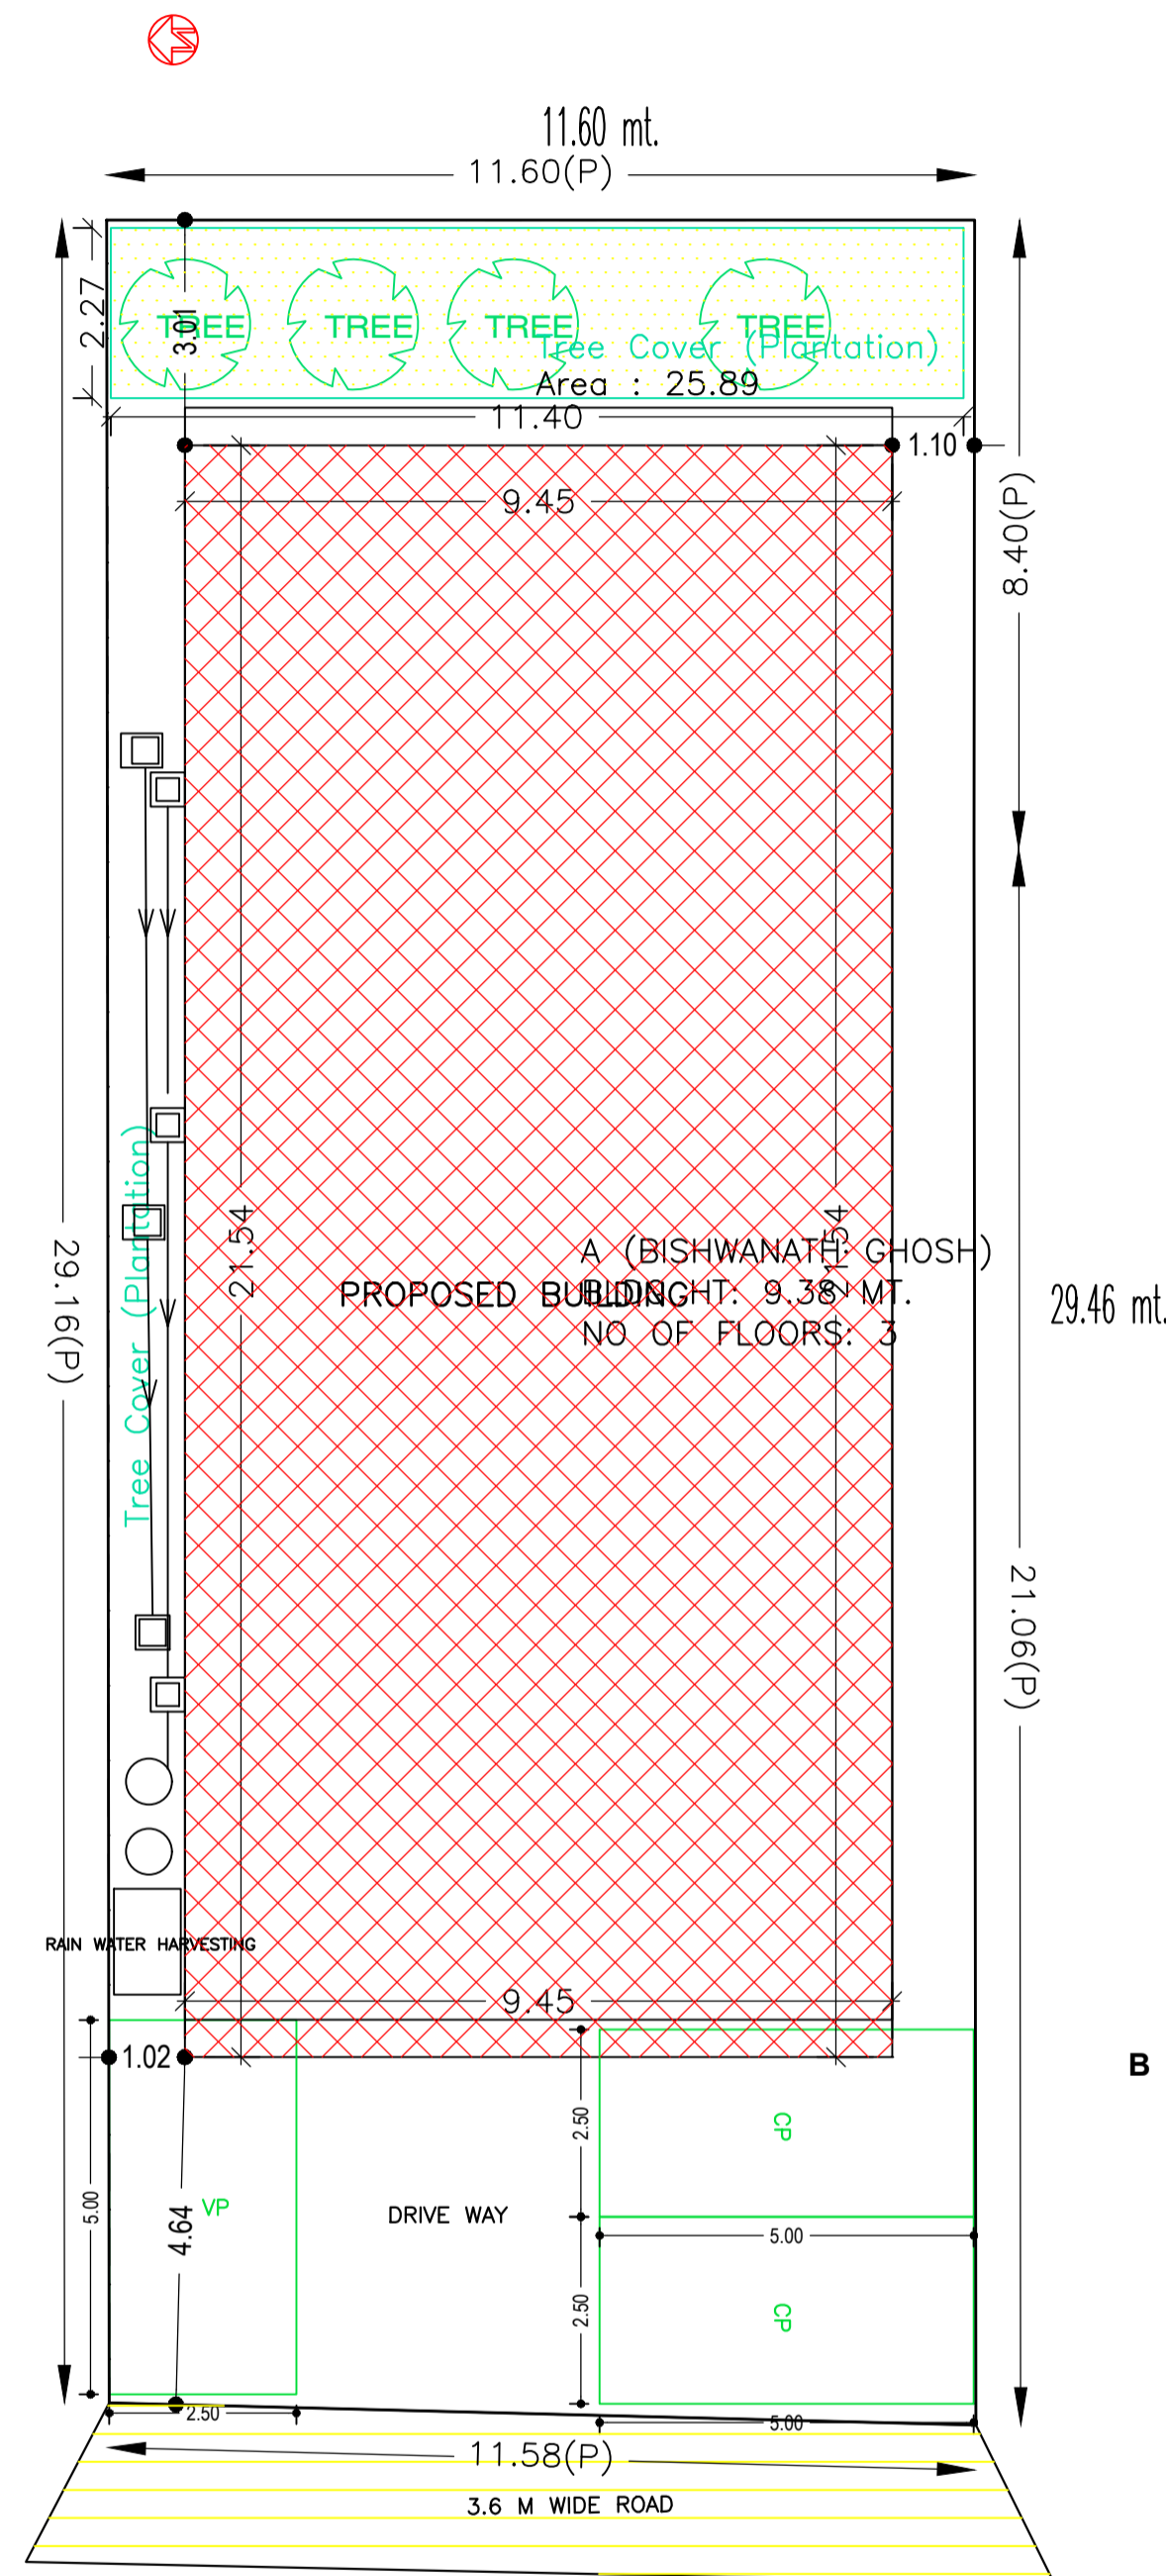 11.60 mt.
11.60(P)
2.27
3.01
TREE
TREE
TREE
TREE
Tree Cover (Plantation)
Area : 25.89
11.40
1.10
9.45
8.40(P)
Tree Cover (Plantation)
21.54
21.54
29.16(P)
A (BISHWANATH GHOSH)
PROPOSED BUILDING
HT: 9.38 MT.
NO OF FLOORS: 3
29.46 mt.
21.06(P)
RAIN WATER HARVESTING
9.45
1.02
B
2.50
CP
5.00
VP
4.64
DRIVE WAY
5.00
2.50
CP
2.50
5.00
11.58(P)
3.6 M WIDE ROAD